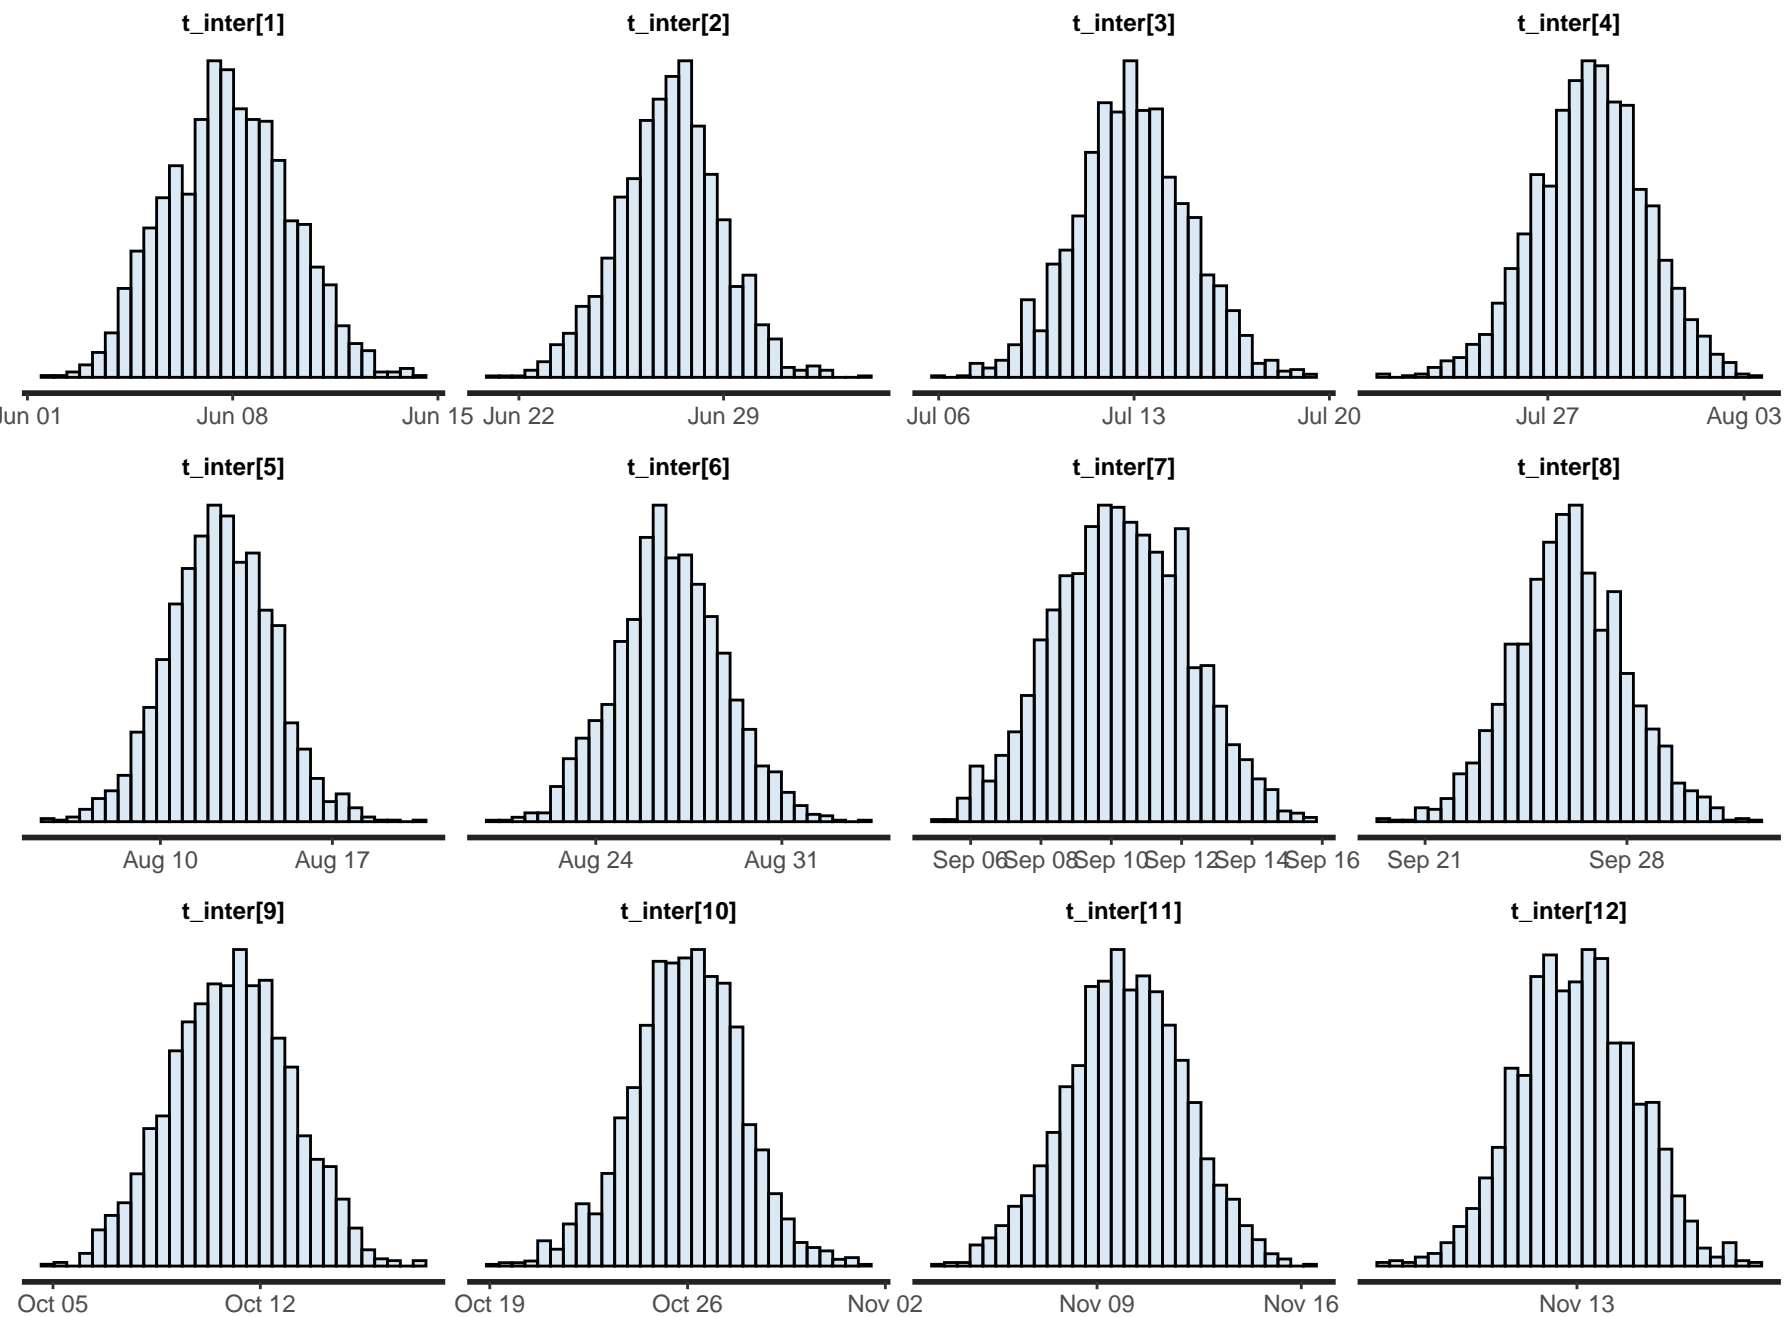 t_inter[1] t_inter[2] t_inter[3] t_inter[4]
Jun 01 Jun 08 Jun 15 Jun 22 Jun 29 Jul 06 Jul 13 Jul 20 Jul 27 Aug 03
t_inter[5] t_inter[6] t_inter[7] t_inter[8]
Aug 10 Aug 17 Aug 24 Aug 31 Sep 06 Sep 08 Sep 10 Sep 12 Sep 14 Sep 16 Sep 21 Sep 28
t_inter[9] t_inter[10] t_inter[11] t_inter[12]
Oct 05 Oct 12 Oct 19 Oct 26 Nov 02 Nov 09 Nov 16 Nov 13